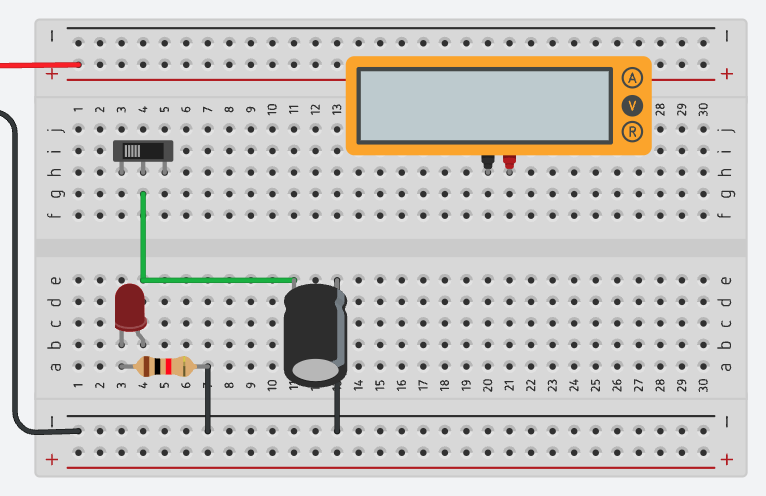 − −
A
+ +
1 2 3 4 5 6 7 8 9 10 11 12 13 28 29 30
V
j R j
i i
h h
g g
f f
e e
d d
c c
b b
a a
1 2 3 4 5 6 7 8 9 10 12 14 15 16 17 18 19 20 21 22 23 24 25 26 27 28 29 30
− −
+ +